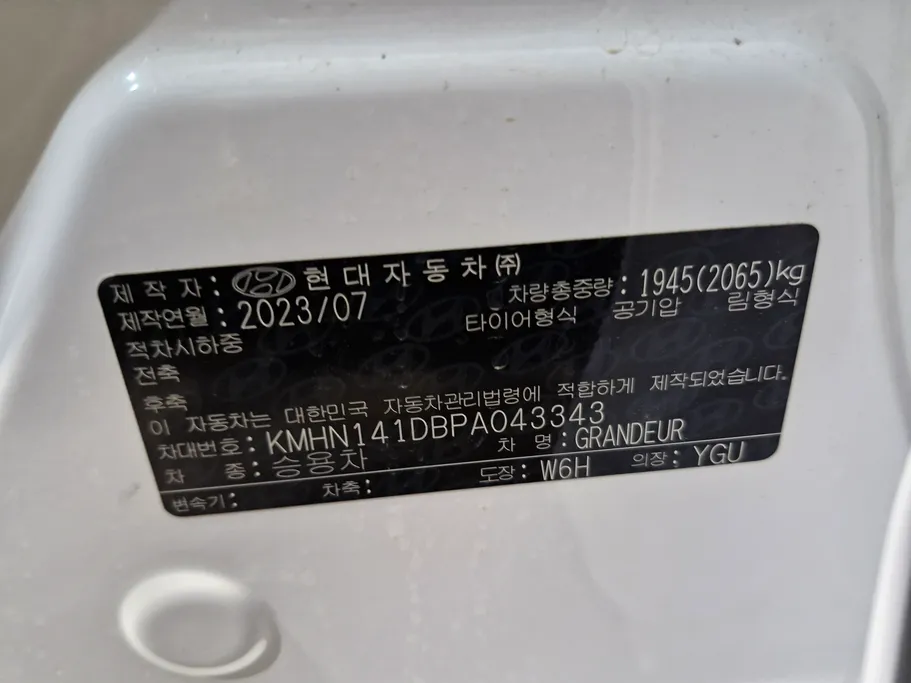 제 작 자 : 현 대 자 동 차 ㈜
제작연월 : 2023/07 차량총중량 : 1945(2065)kg
적차시하중 타이어형식 공기압 림형식
전축
후축
이 자동차는 대한민국 자동차관리법령에 적합하게 제작되었습니다.
차대번호 : KMHN141DBPA043343
차 종 : 승용차 차 명 : GRANDEUR
변속기 : 차축 : 도장 : W6H 의장 : YGU